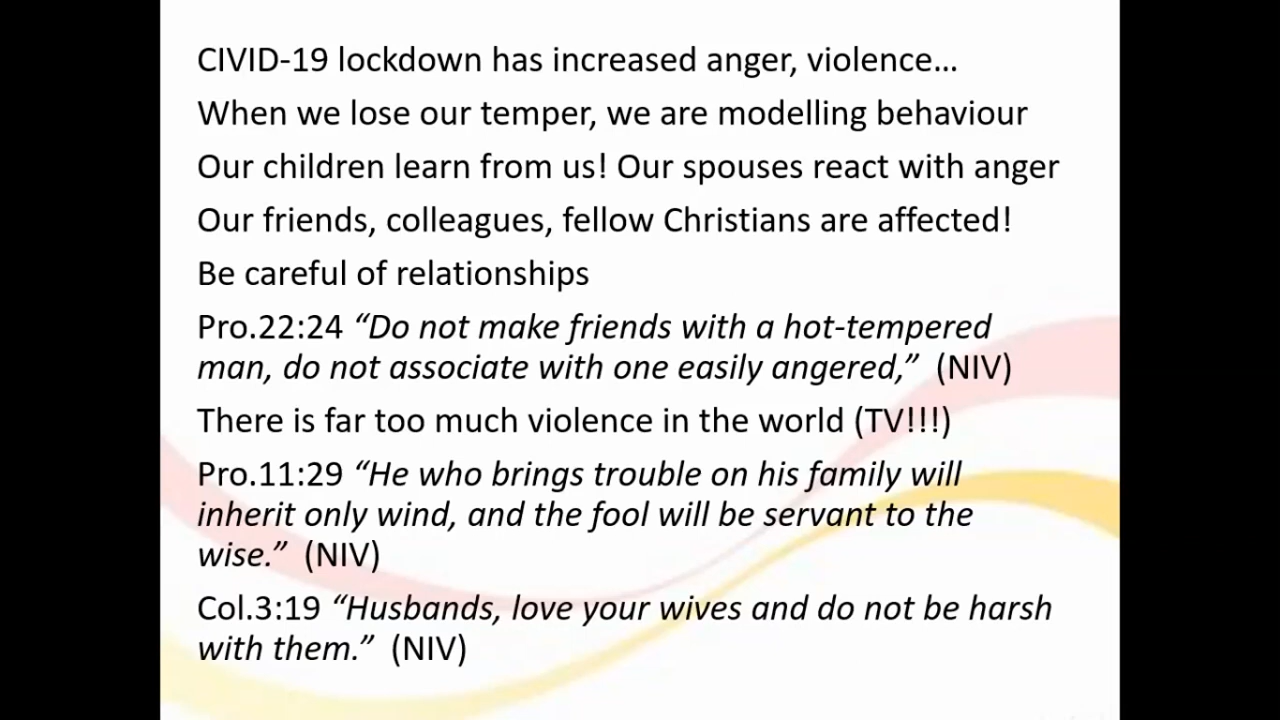 CIVID-19 lockdown has increased anger, violence…
When we lose our temper, we are modelling behaviour
Our children learn from us! Our spouses react with anger
Our friends, colleagues, fellow Christians are affected!
Be careful of relationships
Pro.22:24 “Do not make friends with a hot-tempered
man, do not associate with one easily angered,” (NIV)
There is far too much violence in the world (TV!!!)
Pro.11:29 “He who brings trouble on his family will
inherit only wind, and the fool will be servant to the
wise.” (NIV)
Col.3:19 “Husbands, love your wives and do not be harsh
with them.” (NIV)